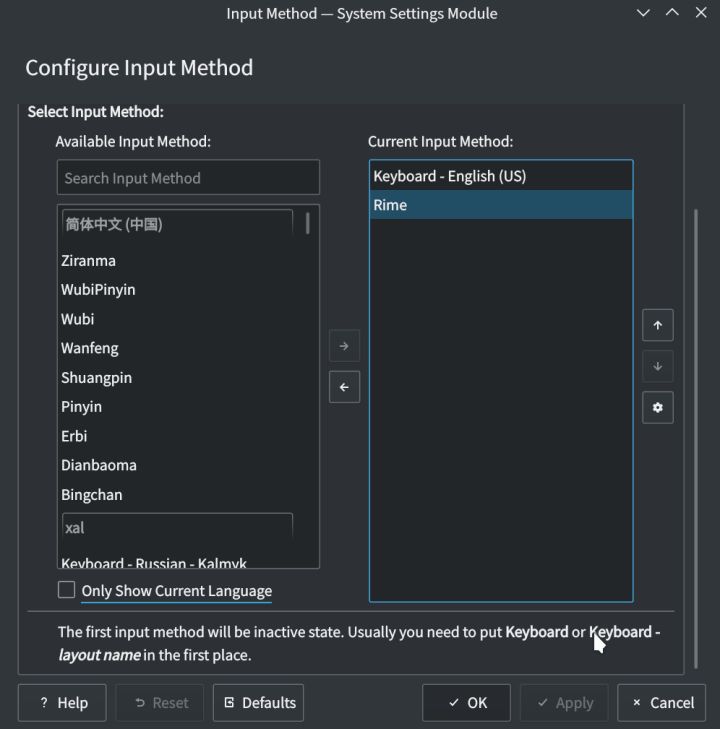 Input Method — System Settings Module
Configure Input Method
Select Input Method:
Available Input Method:
Current Input Method:
Search Input Method
简体中文 (中国)
Ziranma
WubiPinyin
Wubi
Wanfeng
Shuangpin
Pinyin
Erbi
Dianbaoma
Bingchan
xal
Keyboard - Russian - Kalmyk
Keyboard - English (US)
Rime
Only Show Current Language
The first input method will be inactive state. Usually you need to put Keyboard or Keyboard -
layout name in the first place.
? Help
Reset
Defaults
OK
Apply
Cancel